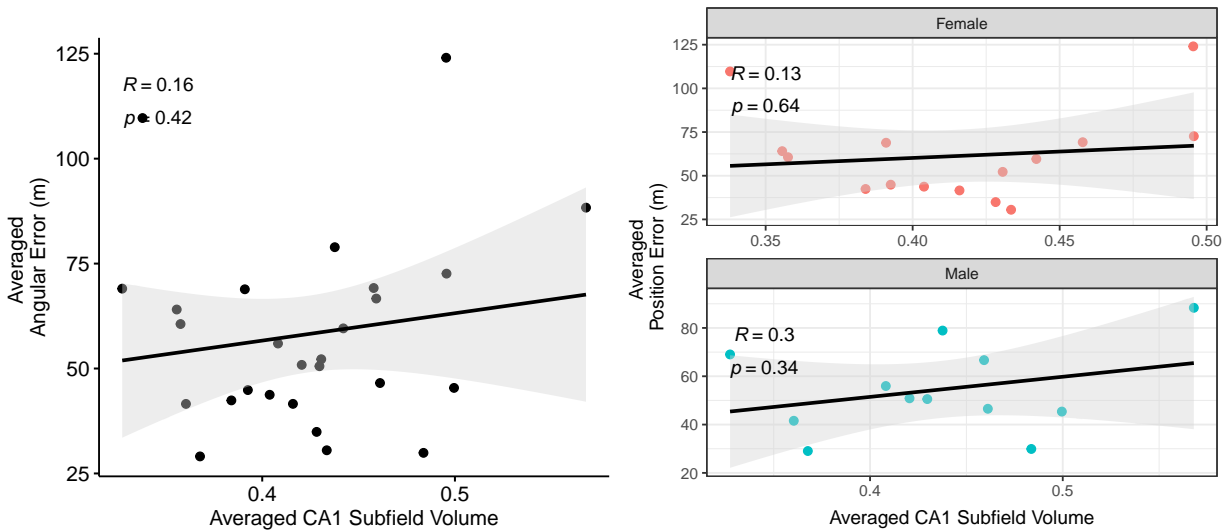 125
100
75
50
25
Averaged
Angular Error (m)
R = 0.16
p = 0.42
0.4
0.5
Averaged CA1 Subfield Volume
Averaged
Position Error (m)
Female
125
100
75
50
25
R = 0.13
p = 0.64
0.35
0.40
0.45
0.50
Male
80
60
40
20
R = 0.3
p = 0.34
0.4
0.5
Averaged CA1 Subfield Volume